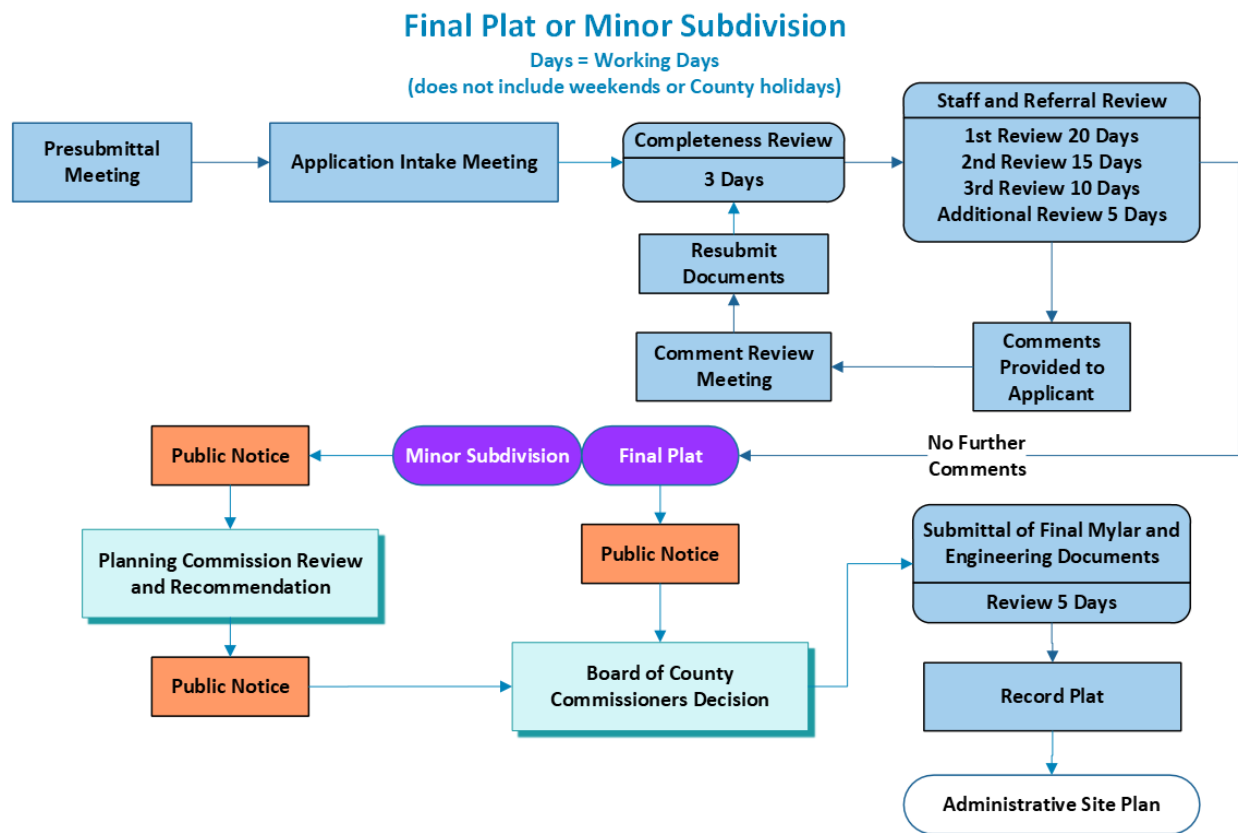 Final Plat or Minor Subdivision
Days = Working Days
(does not include weekends or County holidays)
Presubmittal
Meeting
Application Intake Meeting
Completeness Review
3 Days
Staff and Referral Review
1st Review 20 Days
2nd Review 15 Days
3rd Review 10 Days
Additional Review 5 Days
Resubmit
Documents
Comment Review
Meeting
Comments
Provided to
Applicant
Public Notice
Minor Subdivision
Final Plat
No Further
Comments
Planning Commission Review
and Recommendation
Public Notice
Submittal of Final Mylar and
Engineering Documents
Review 5 Days
Public Notice
Board of County
Commissioners Decision
Record Plat
Administrative Site Plan